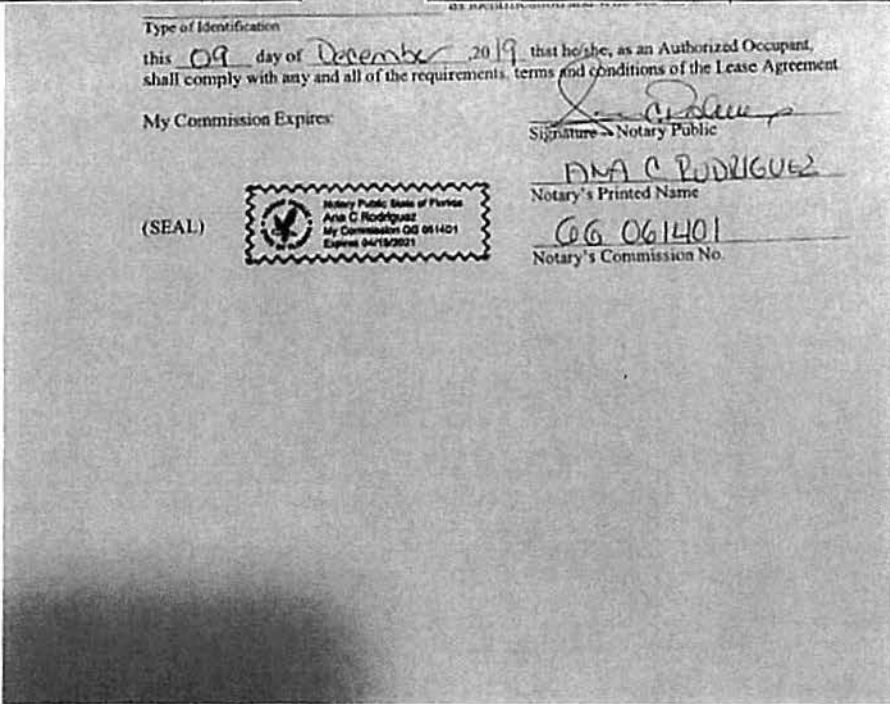 Type of Identification
this 09 day of December, 2019 that he/she, as an Authorized Occupant,
shall comply with any and all of the requirements, terms and conditions of the Lease Agreement
My Commission Expires:
Signature - Notary Public
ANA C RODRIGUEZ
Notary's Printed Name
(SEAL)
Notary Public State of Florida
Ana C Rodriguez
My Commission GG 061401
Expires 04/15/2021
GG 061401
Notary's Commission No.